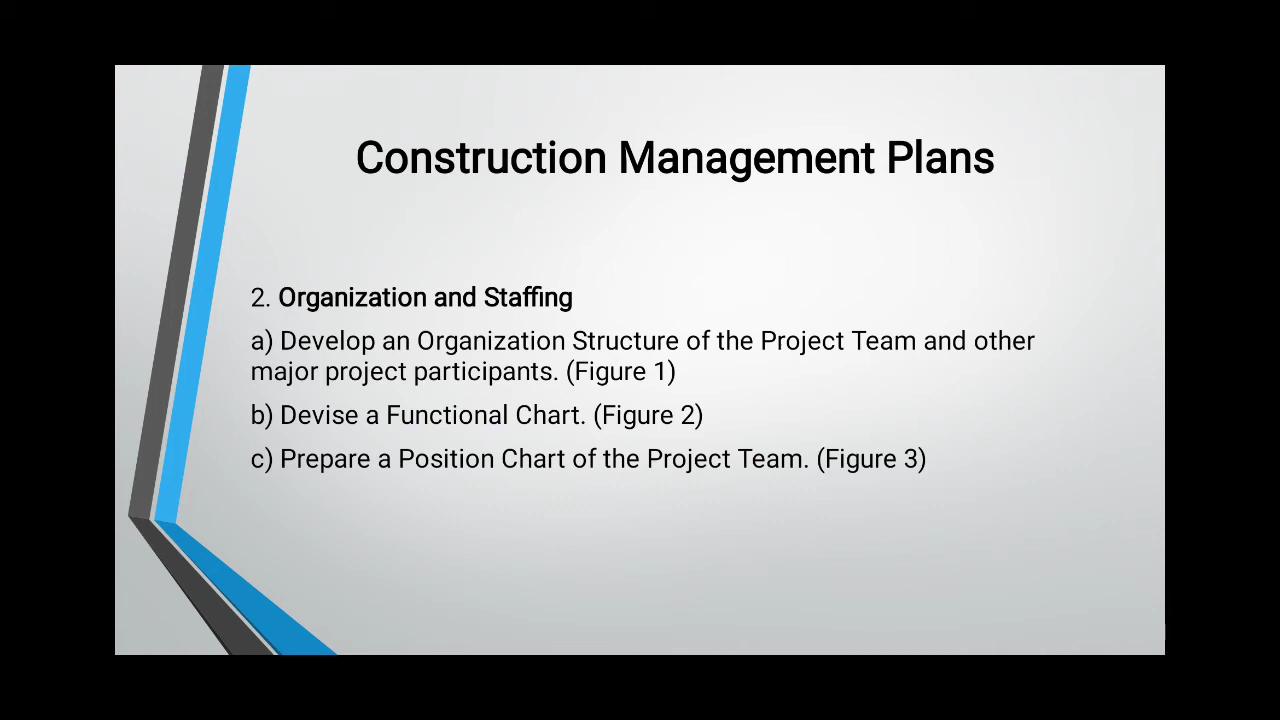 Construction Management Plans
2. Organization and Staffing
a) Develop an Organization Structure of the Project Team and other
major project participants. (Figure 1)
b) Devise a Functional Chart. (Figure 2)
c) Prepare a Position Chart of the Project Team. (Figure 3)